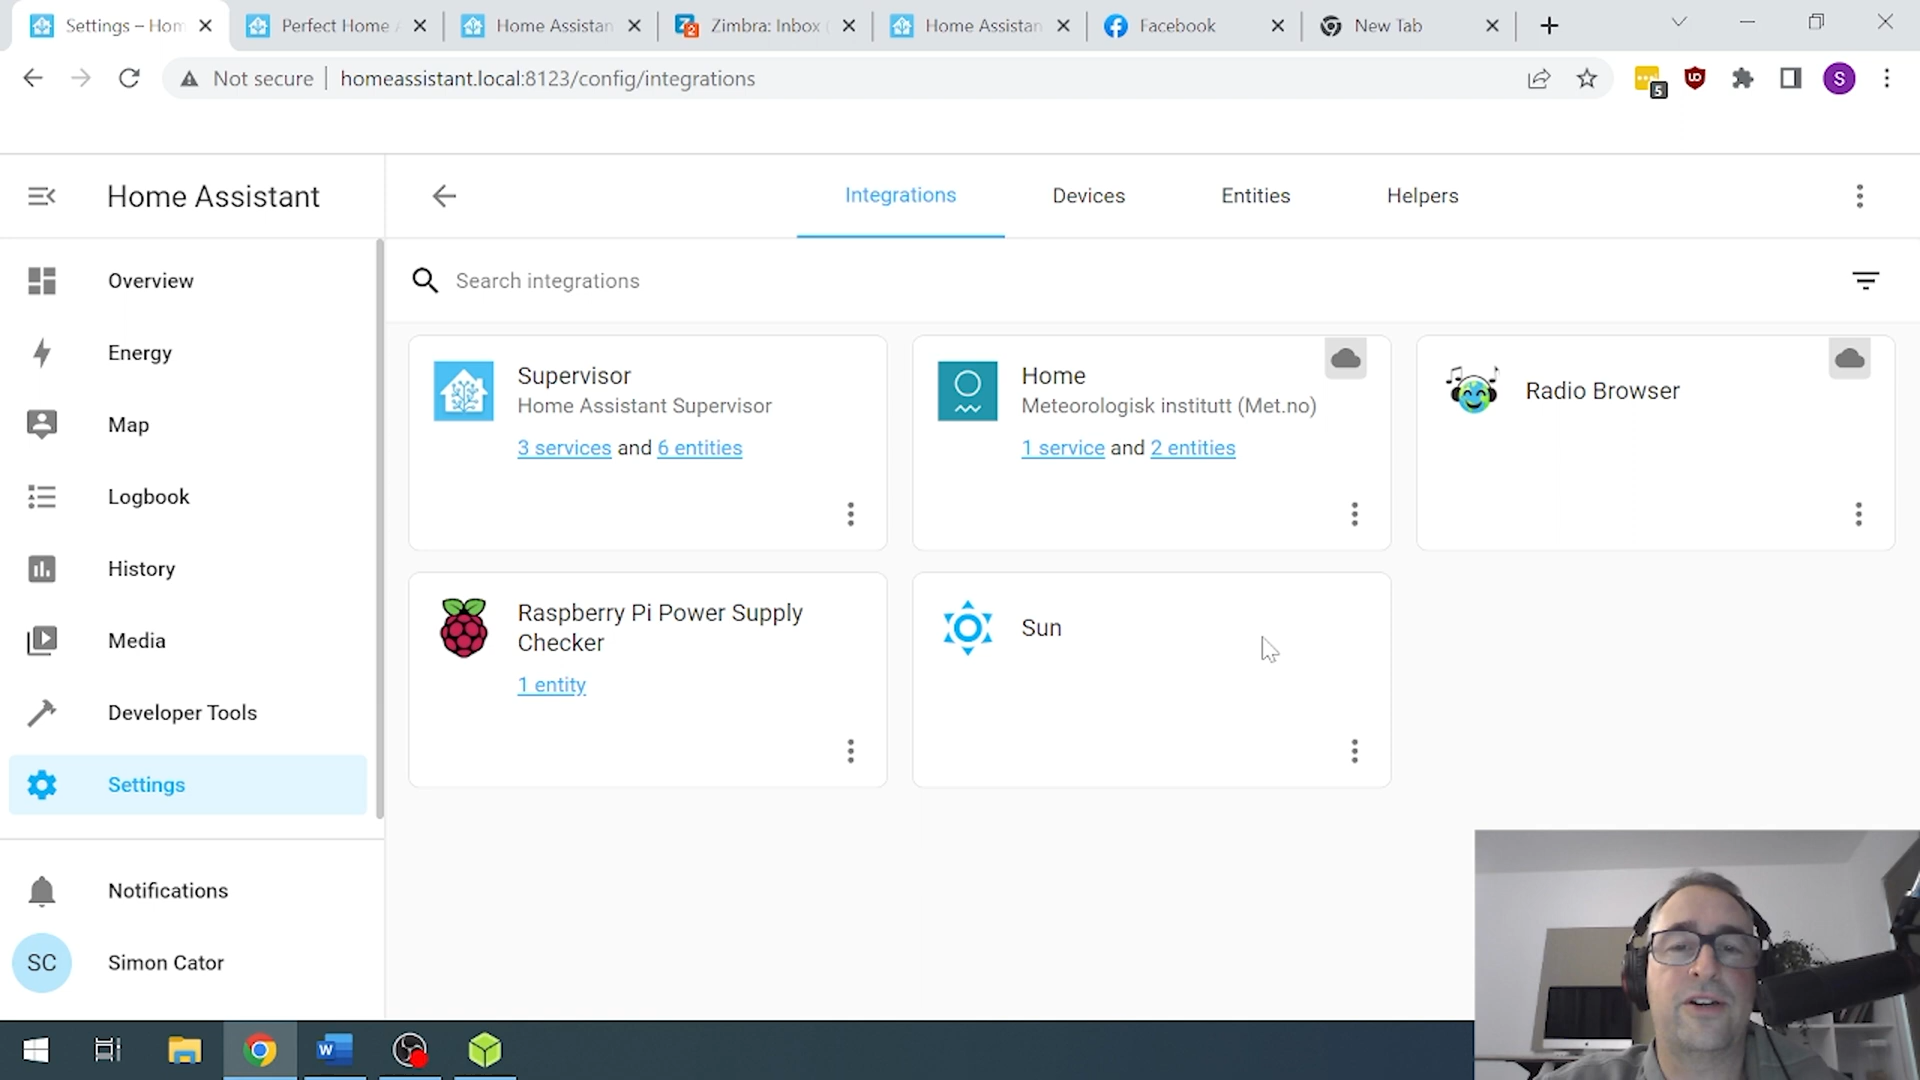 Settings – Hom
Perfect Home
Home Assistan
Zimbra: Inbox (
Home Assistan
Facebook
New Tab
Not secure
homeassistant.local:8123/config/integrations
5
S
Home Assistant
Integrations
Devices
Entities
Helpers
Overview
Search integrations
Energy
Map
Logbook
History
Media
Developer Tools
Settings
Notifications
SC
Simon Cator
Supervisor
Home Assistant Supervisor
3 services and 6 entities
Home
Meteorologisk institutt (Met.no)
1 service and 2 entities
Radio Browser
Raspberry Pi Power Supply
Checker
1 entity
Sun